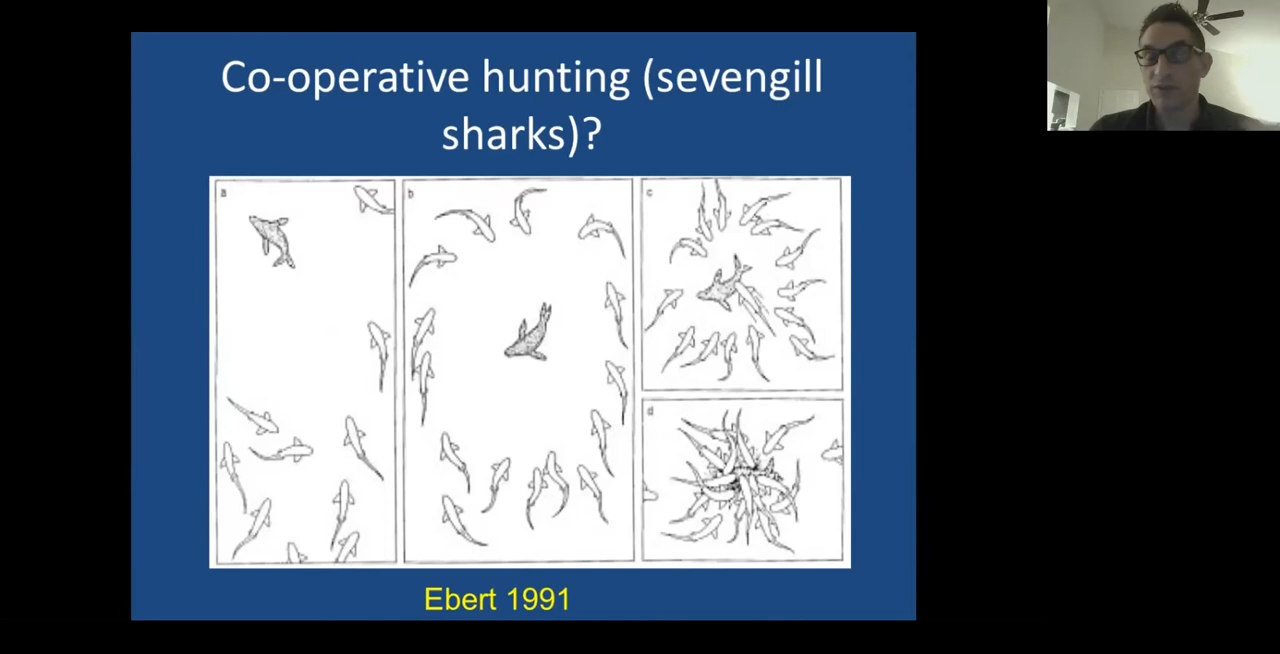 Co-operative hunting (sevengill
sharks)?
a
b
c
d
Ebert 1991